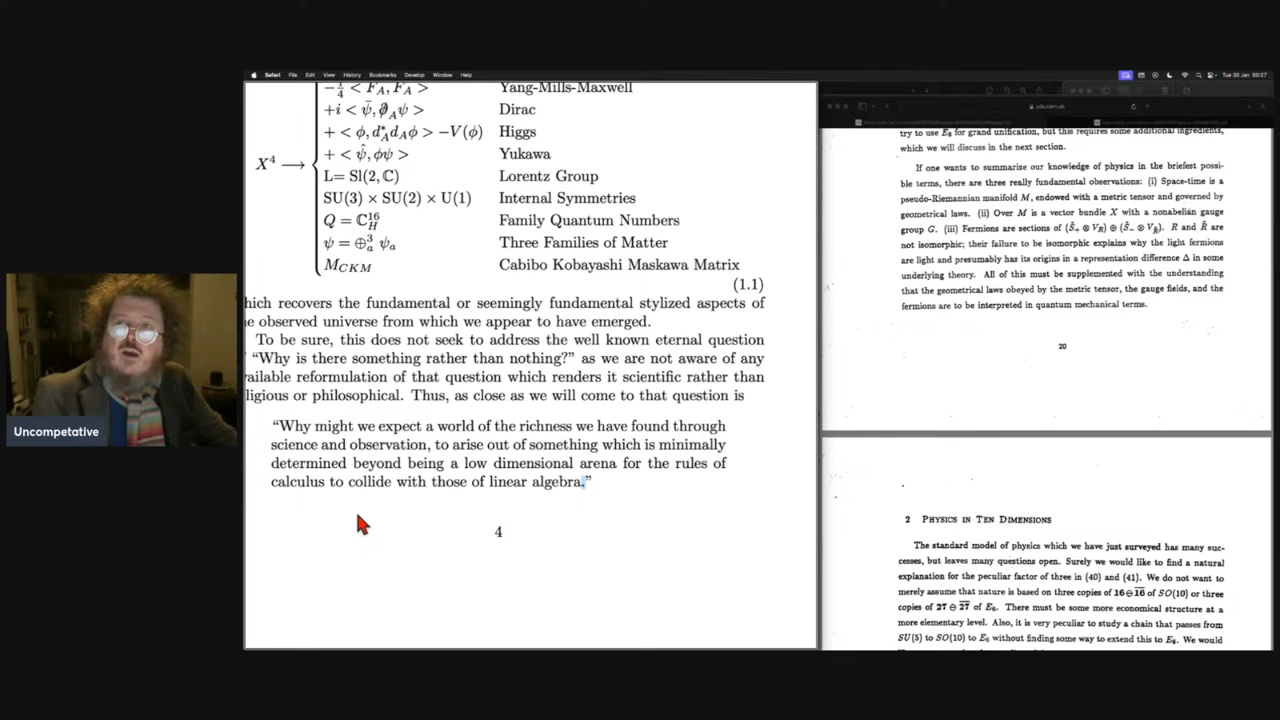 Safari File Edit View History Bookmarks Develop Window Help
Tue 30 Jan 00:27
− 1/4 < F_A, F_A > Yang-Mills-Maxwell
+i < ψ̄, ∂̸_A ψ > Dirac
+ < ϕ, d*_A d_A ϕ > −V(ϕ) Higgs
+ < ψ̂, ϕψ > Yukawa
X⁴ ⟶
L= Sl(2, ℂ) Lorentz Group
SU(3) × SU(2) × U(1) Internal Symmetries
Q = ℂ_H^16 Family Quantum Numbers
ψ = ⊕_a^3 ψ_a Three Families of Matter
M_CKM Cabibo Kobayashi Maskawa Matrix
(1.1)
hich recovers the fundamental or seemingly fundamental stylized aspects of
e observed universe from which we appear to have emerged.
To be sure, this does not seek to address the well known eternal question
“Why is there something rather than nothing?” as we are not aware of any
vailable reformulation of that question which renders it scientific rather than
ligious or philosophical. Thus, as close as we will come to that question is
“Why might we expect a world of the richness we have found through
science and observation, to arise out of something which is minimally
determined beyond being a low dimensional arena for the rules of
calculus to collide with those of linear algebra.”
4
Uncompetative
try to use E₈ for grand unification, but this requires some additional ingredients,
which we will discuss in the next section.
If one wants to summarize our knowledge of physics in the briefest possi-
ble terms, there are three really fundamental observations: (i) Space-time is a
pseudo-Riemannian manifold M, endowed with a metric tensor and governed by
geometrical laws. (ii) Over M is a vector bundle X with a nonabelian gauge
group G. (iii) Fermions are sections of (Ŝ₊ ⊗ V_R) ⊕ (Ŝ₋ ⊗ V_R̃). R and R̃ are
not isomorphic; their failure to be isomorphic explains why the light fermions
are light and presumably has its origins in a representation difference Δ in some
underlying theory. All of this must be supplemented with the understanding
that the geometrical laws obeyed by the metric tensor, the gauge fields, and the
fermions are to be interpreted in quantum mechanical terms.
20
2 PHYSICS IN TEN DIMENSIONS
The standard model of physics which we have just surveyed has many suc-
cesses, but leaves many questions open. Surely we would like to find a natural
explanation for the peculiar factor of three in (40) and (41). We do not want to
merely assume that nature is based on three copies of 16 ⊖ 1̅6̅ of SO(10) or three
copies of 27 ⊖ 2̅7̅ of E₆. There must be some more economical structure at a
more elementary level. Also, it is very peculiar to study a chain that passes from
SU(5) to SO(10) to E₆ without finding some way to extend this to E₈. We would